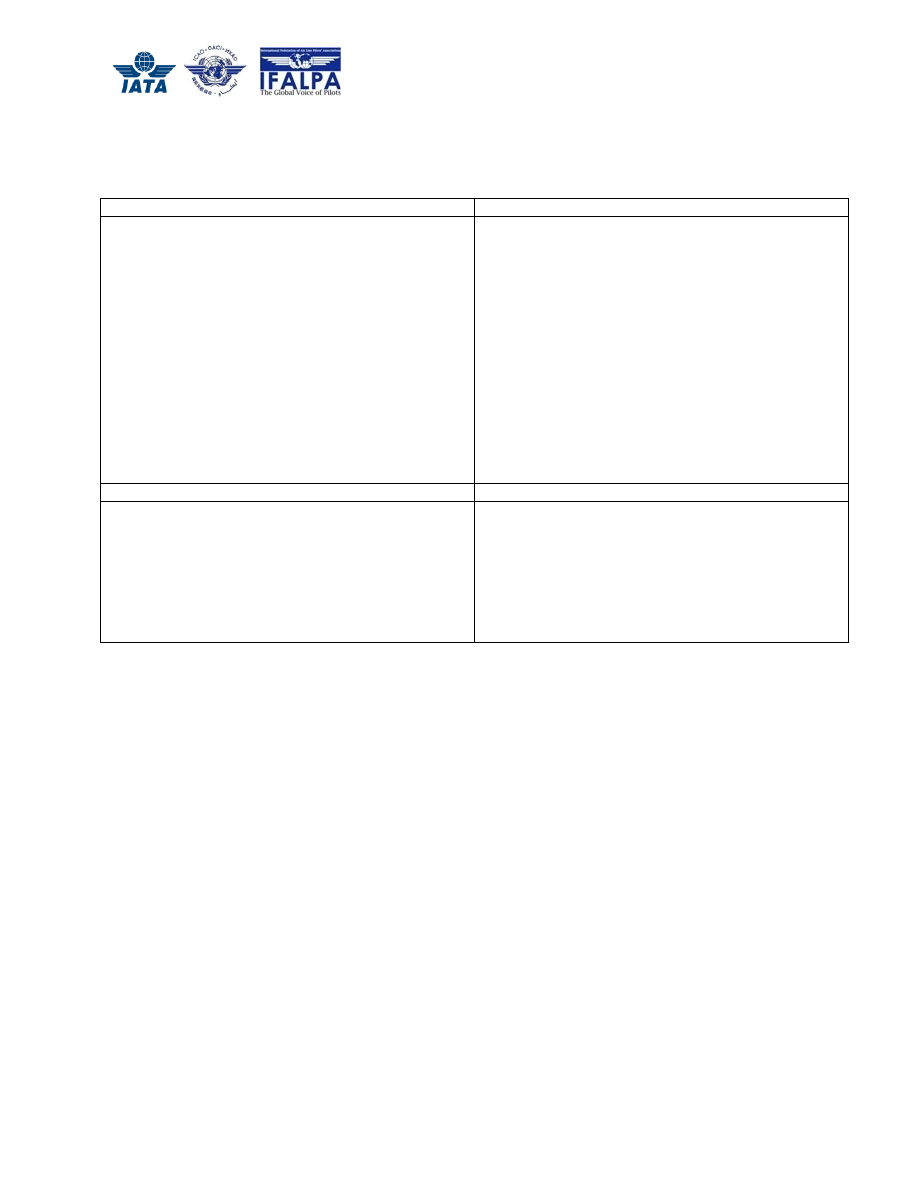 IATA
ICAO · OACI · ИКАО
International Federation of Air Line Pilots' Associations
IFALPA
The Global Voice of Pilots